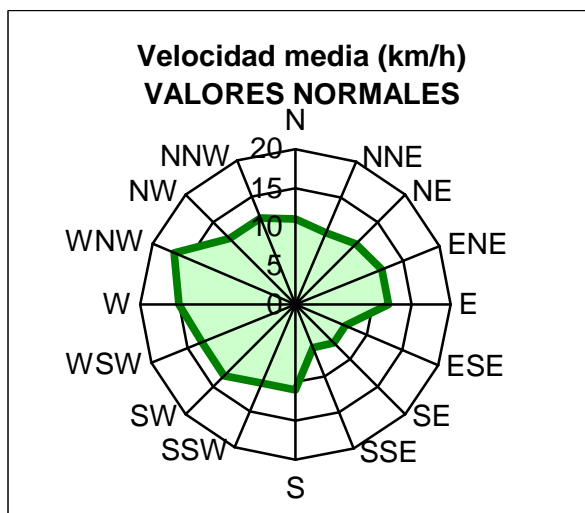 Velocidad media (km/h)
VALORES NORMALES
N
NNW
20
NNE
NW
15
NE
WNW
10
ENE
5
W
0
E
WSW
ESE
SW
SE
SSW
SSE
S